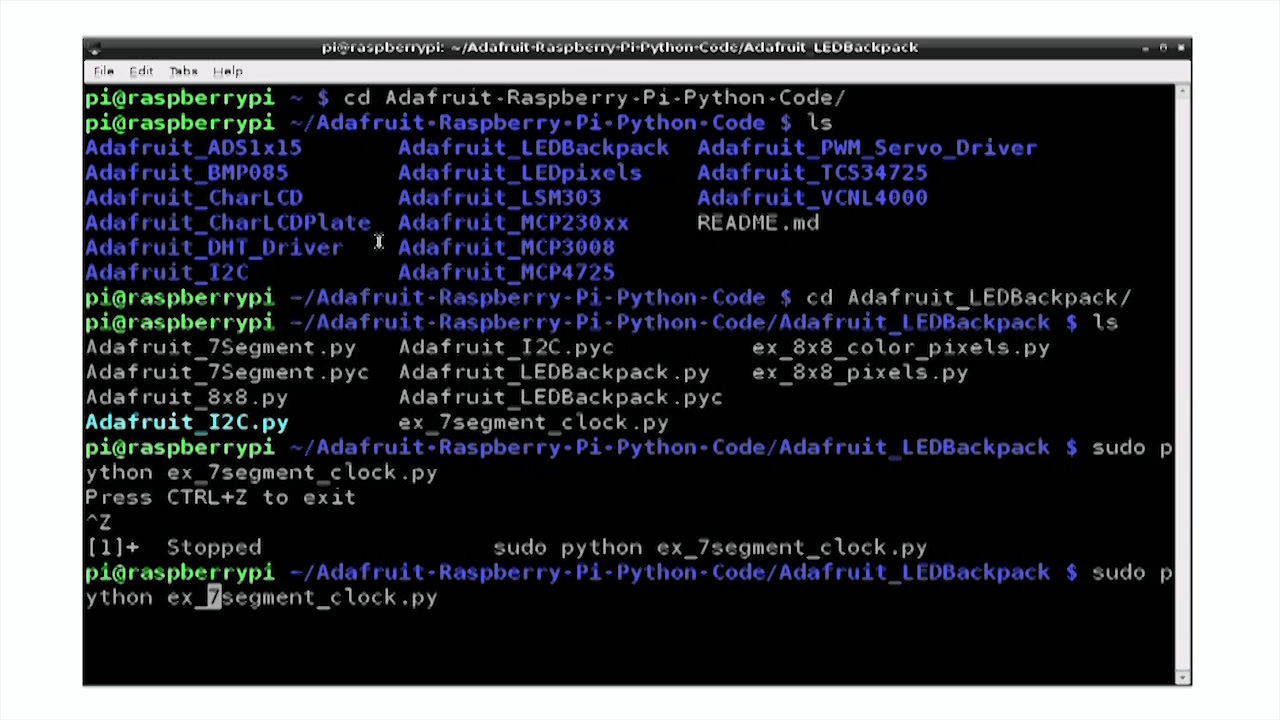 pi@raspberrypi: ~/Adafruit-Raspberry-Pi-Python-Code/Adafruit_LEDBackpack
File Edit Tabs Help
pi@raspberrypi ~ $ cd Adafruit-Raspberry-Pi-Python-Code/
pi@raspberrypi ~/Adafruit-Raspberry-Pi-Python-Code $ ls
Adafruit_ADS1x15 Adafruit_LEDBackpack Adafruit_PWM_Servo_Driver
Adafruit_BMP085 Adafruit_LEDpixels Adafruit_TCS34725
Adafruit_CharLCD Adafruit_LSM303 Adafruit_VCNL4000
Adafruit_CharLCDPlate Adafruit_MCP230xx README.md
Adafruit_DHT_Driver Adafruit_MCP3008
Adafruit_I2C Adafruit_MCP4725
pi@raspberrypi ~/Adafruit-Raspberry-Pi-Python-Code $ cd Adafruit_LEDBackpack/
pi@raspberrypi ~/Adafruit-Raspberry-Pi-Python-Code/Adafruit_LEDBackpack $ ls
Adafruit_7Segment.py Adafruit_I2C.pyc ex_8x8_color_pixels.py
Adafruit_7Segment.pyc Adafruit_LEDBackpack.py ex_8x8_pixels.py
Adafruit_8x8.py Adafruit_LEDBackpack.pyc
Adafruit_I2C.py ex_7segment_clock.py
pi@raspberrypi ~/Adafruit-Raspberry-Pi-Python-Code/Adafruit_LEDBackpack $ sudo p
ython ex_7segment_clock.py
Press CTRL+Z to exit
^Z
[1]+ Stopped sudo python ex_7segment_clock.py
pi@raspberrypi ~/Adafruit-Raspberry-Pi-Python-Code/Adafruit_LEDBackpack $ sudo p
ython ex_7segment_clock.py